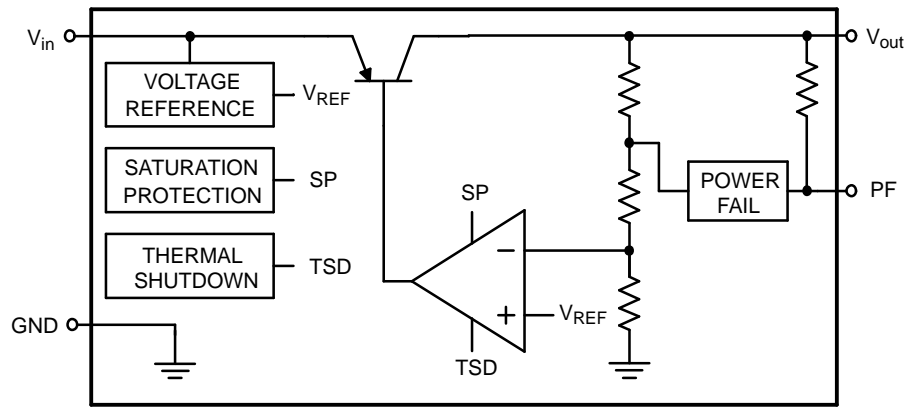 Vin
Vout
VOLTAGE
REFERENCE
VREF
SATURATION
PROTECTION
SP
THERMAL
SHUTDOWN
TSD
GND
SP
−
+
VREF
TSD
POWER
FAIL
PF